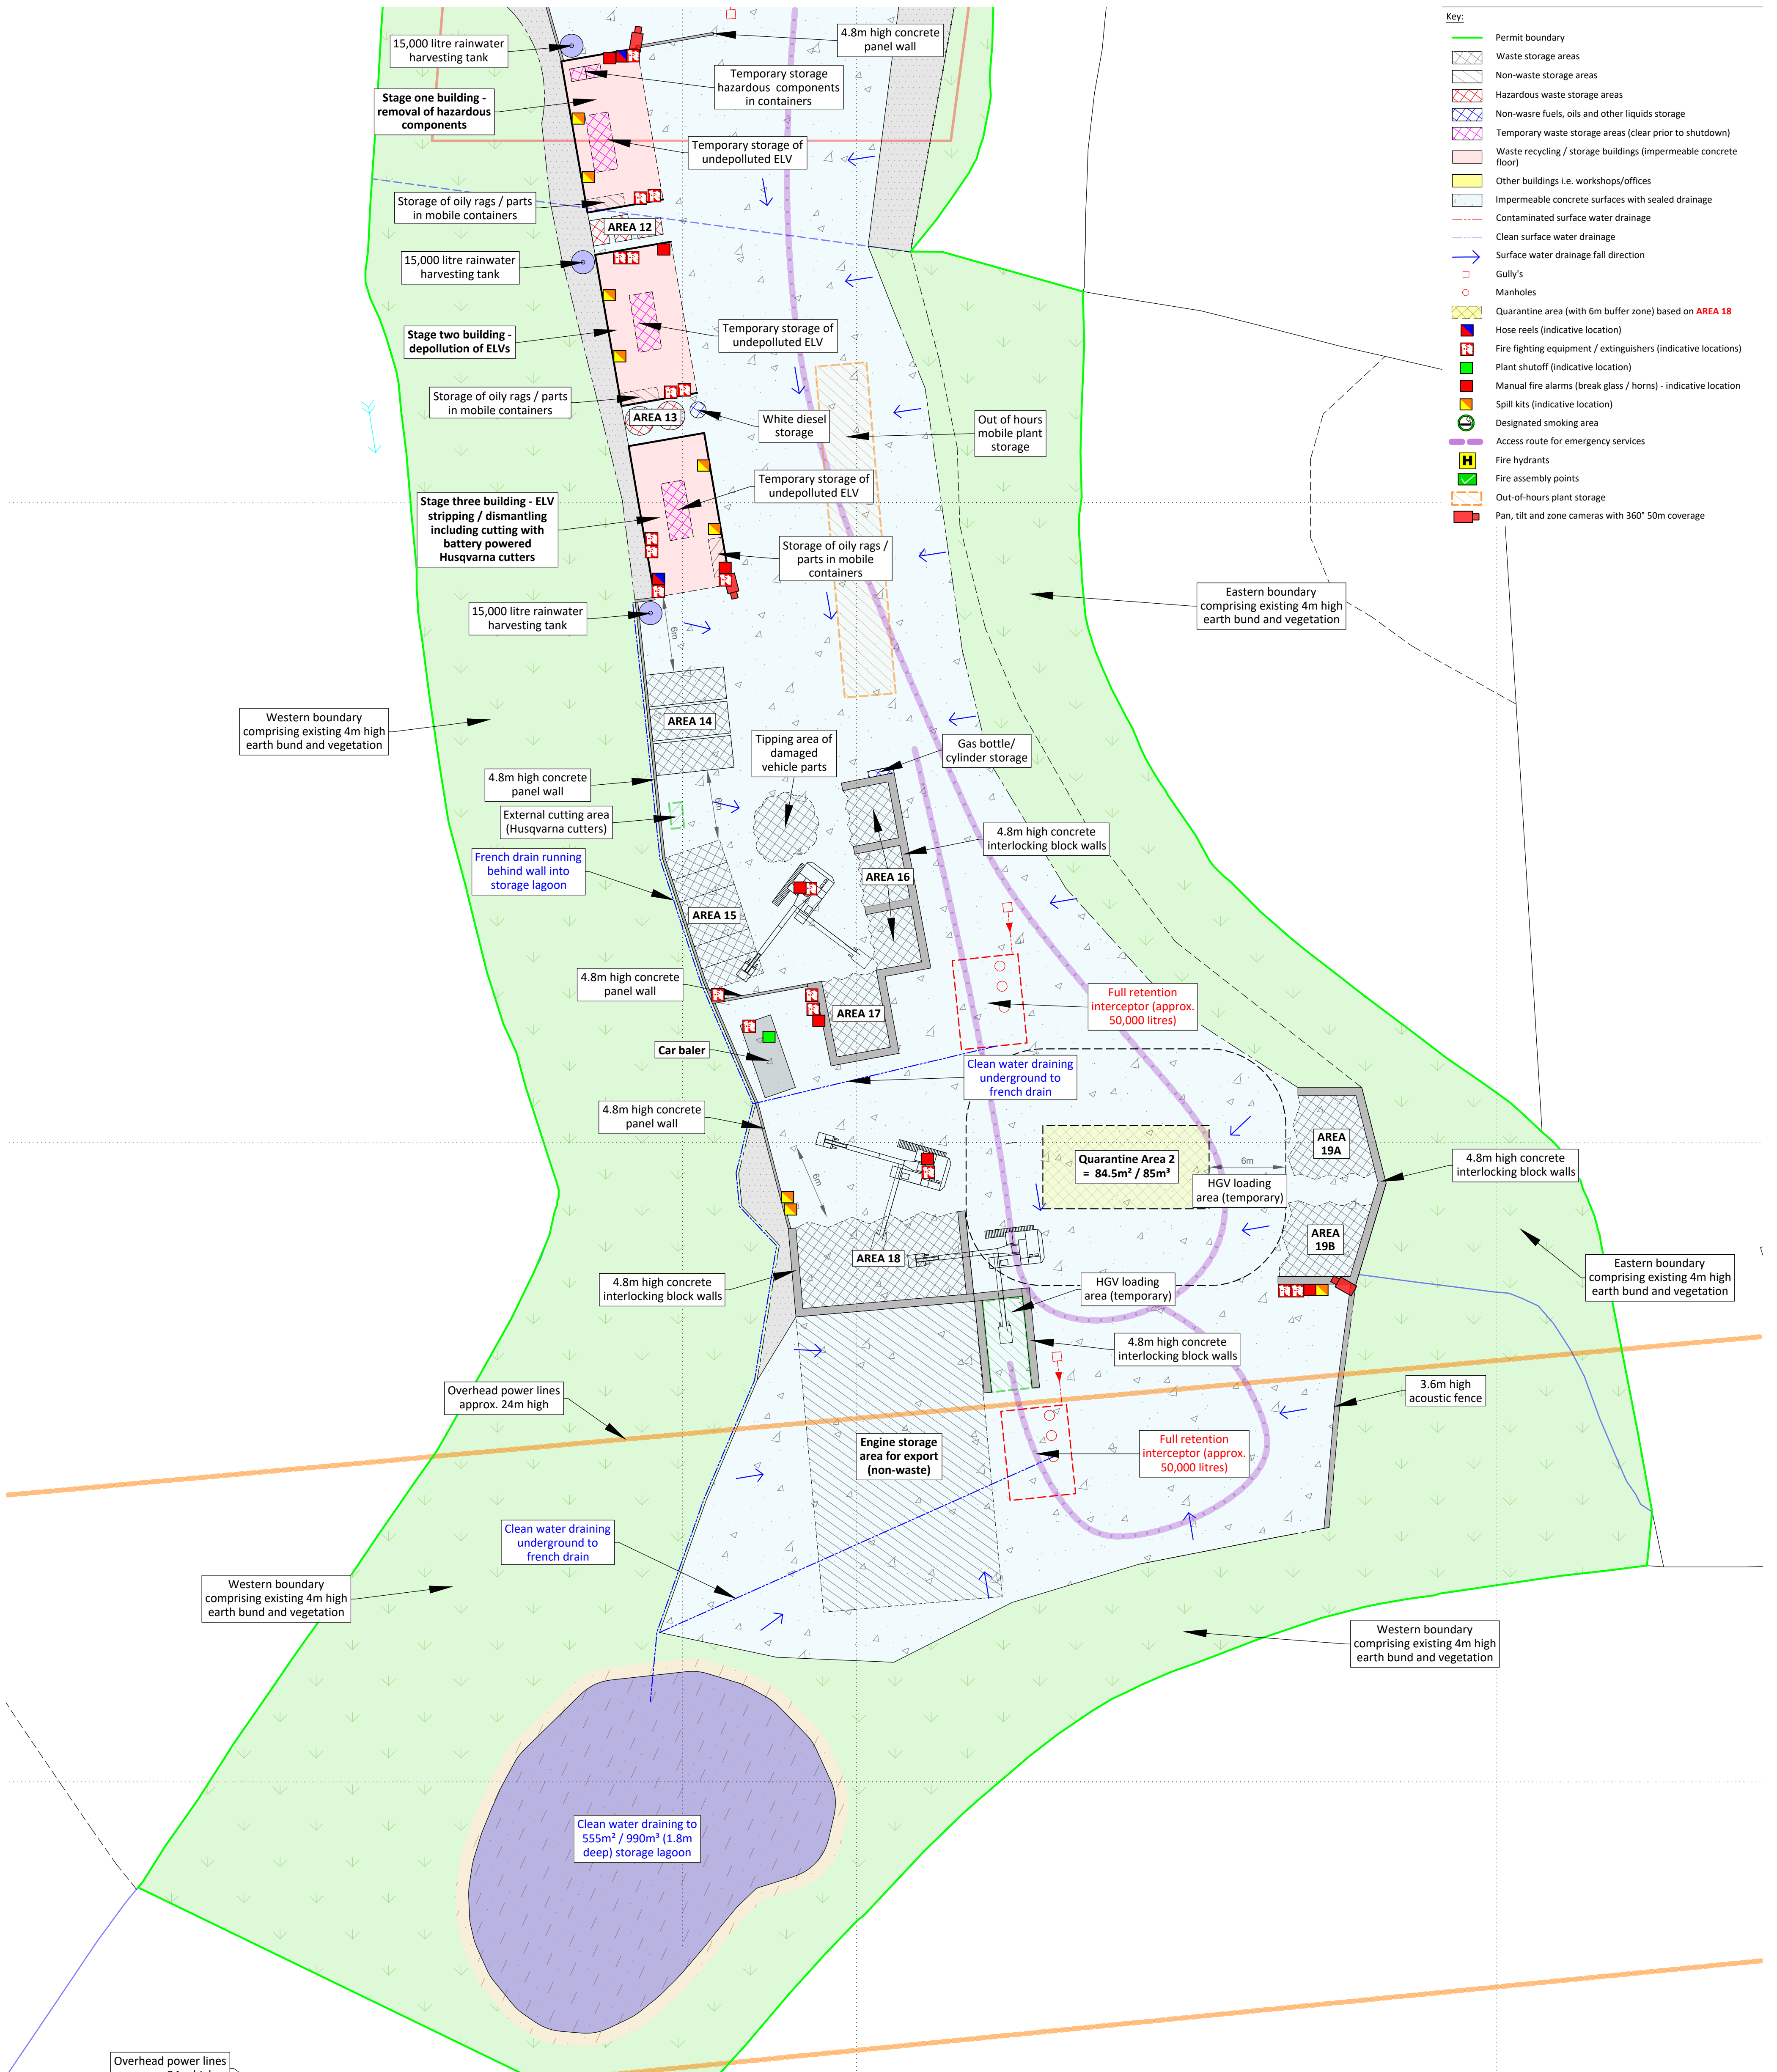 Key:
Permit boundary
Waste storage areas
Non-waste storage areas
Hazardous waste storage areas
Non-wasre fuels, oils and other liquids storage
Temporary waste storage areas (clear prior to shutdown)
Waste recycling / storage buildings (impermeable concrete
floor)
Other buildings i.e. workshops/offices
Impermeable concrete surfaces with sealed drainage
Contaminated surface water drainage
Clean surface water drainage
Surface water drainage fall direction
Gully's
Manholes
Quarantine area (with 6m buffer zone) based on AREA 18
Hose reels (indicative location)
Fire fighting equipment / extinguishers (indicative locations)
Plant shutoff (indicative location)
Manual fire alarms (break glass / horns) - indicative location
Spill kits (indicative location)
Designated smoking area
Access route for emergency services
H
Fire hydrants
Fire assembly points
Out-of-hours plant storage
Pan, tilt and zone cameras with 360° 50m coverage
15,000 litre rainwater
harvesting tank
4.8m high concrete
panel wall
Temporary storage
hazardous components
in containers
Stage one building -
removal of hazardous
components
Temporary storage of
undepolluted ELV
Storage of oily rags / parts
in mobile containers
AREA 12
15,000 litre rainwater
harvesting tank
Stage two building -
depollution of ELVs
Temporary storage of
undepolluted ELV
Storage of oily rags / parts
in mobile containers
AREA 13
White diesel
storage
Out of hours
mobile plant
storage
Temporary storage of
undepolluted ELV
Stage three building - ELV
stripping / dismantling
including cutting with
battery powered
Husqvarna cutters
Storage of oily rags /
parts in mobile
containers
Eastern boundary
comprising existing 4m high
earth bund and vegetation
15,000 litre rainwater
harvesting tank
6m
AREA 14
Western boundary
comprising existing 4m high
earth bund and vegetation
Tipping area of
damaged
vehicle parts
Gas bottle/
cylinder storage
4.8m high concrete
panel wall
6m
External cutting area
(Husqvarna cutters)
4.8m high concrete
interlocking block walls
French drain running
behind wall into
storage lagoon
AREA 16
AREA 15
4.8m high concrete
panel wall
AREA 17
Full retention
interceptor (approx.
50,000 litres)
Car baler
Clean water draining
underground to
french drain
4.8m high concrete
panel wall
AREA
19A
Quarantine Area 2
= 84.5m² / 85m³
6m
6m
HGV loading
area (temporary)
4.8m high concrete
interlocking block walls
AREA
19B
AREA 18
4.8m high concrete
interlocking block walls
HGV loading
area (temporary)
Eastern boundary
comprising existing 4m high
earth bund and vegetation
4.8m high concrete
interlocking block walls
Overhead power lines
approx. 24m high
3.6m high
acoustic fence
Engine storage
area for export
(non-waste)
Full retention
interceptor (approx.
50,000 litres)
Clean water draining
underground to
french drain
Western boundary
comprising existing 4m high
earth bund and vegetation
Western boundary
comprising existing 4m high
earth bund and vegetation
Clean water draining to
555m² / 990m³ (1.8m
deep) storage lagoon
Overhead power lines